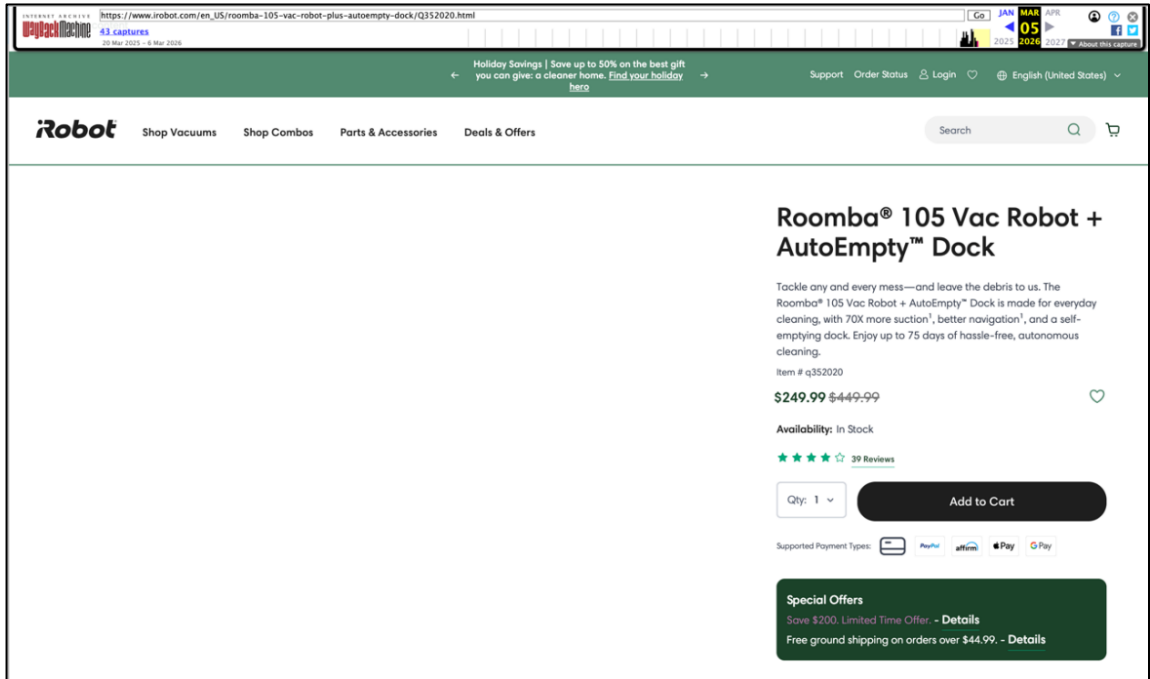 INTERNET ARCHIVE
WayBackMachine
https://www.irobot.com/en_US/roomba-105-vac-robot-plus-autoempty-dock/Q352020.html
Go
43 captures
20 Mar 2025 – 6 Mar 2026
JAN MAR APR
05
2025 2026 2027
▼ About this capture
← Holiday Savings | Save up to 50% on the best gift
you can give: a cleaner home. Find your holiday
hero →
Support Order Status Login English (United States)
iRobot
Shop Vacuums Shop Combos Parts & Accessories Deals & Offers
Search
Roomba® 105 Vac Robot +
AutoEmpty™ Dock
Tackle any and every mess—and leave the debris to us. The
Roomba® 105 Vac Robot + AutoEmpty™ Dock is made for everyday
cleaning, with 70X more suction¹, better navigation¹, and a self-
emptying dock. Enjoy up to 75 days of hassle-free, autonomous
cleaning.
Item # q352020
$249.99 $449.99
Availability: In Stock
39 Reviews
Qty: 1
Add to Cart
Supported Payment Types: PayPal affirm Pay G Pay
Special Offers
Save $200. Limited Time Offer. - Details
Free ground shipping on orders over $44.99. - Details